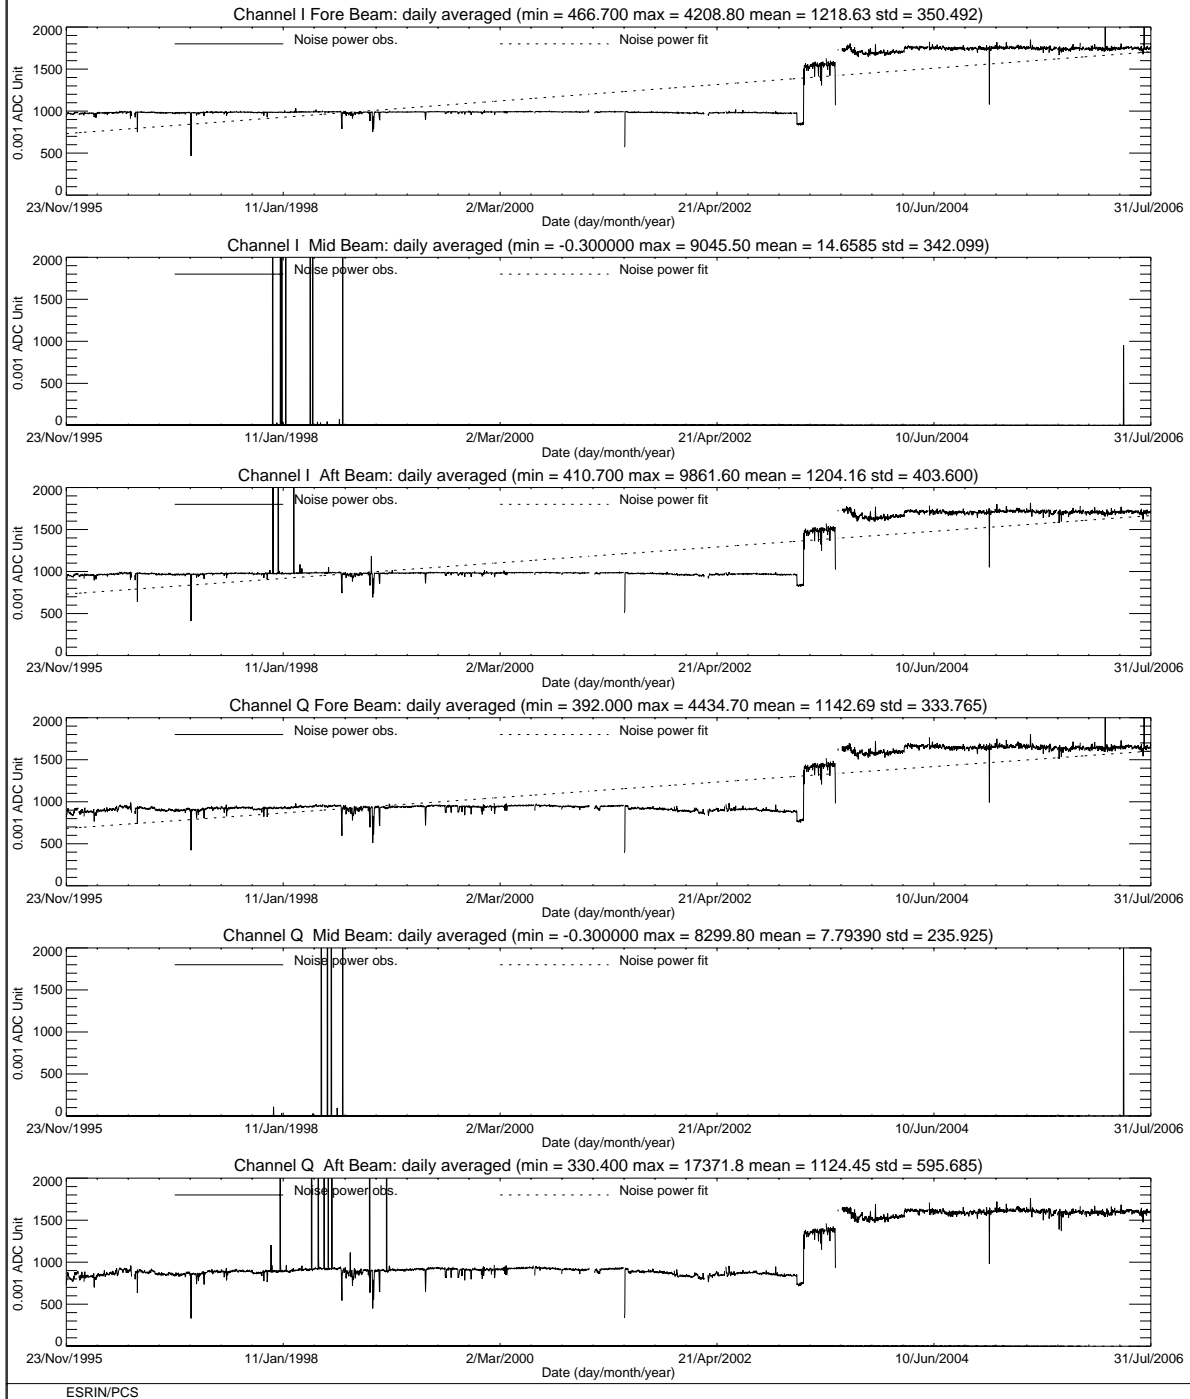 Channel I Fore Beam: daily averaged (min = 466.700 max = 4208.80 mean = 1218.63 std = 350.492)
2000
Noise power obs.
Noise power fit
1500
1000
500
0
0.001 ADC Unit
23/Nov/1995
11/Jan/1998
2/Mar/2000
21/Apr/2002
10/Jun/2004
31/Jul/2006
Date (day/month/year)
Channel I Mid Beam: daily averaged (min = -0.300000 max = 9045.50 mean = 14.6585 std = 342.099)
2000
Noise power obs.
Noise power fit
1500
1000
500
0
0.001 ADC Unit
23/Nov/1995
11/Jan/1998
2/Mar/2000
21/Apr/2002
10/Jun/2004
31/Jul/2006
Date (day/month/year)
Channel I Aft Beam: daily averaged (min = 410.700 max = 9861.60 mean = 1204.16 std = 403.600)
2000
Noise power obs.
Noise power fit
1500
1000
500
0
0.001 ADC Unit
23/Nov/1995
11/Jan/1998
2/Mar/2000
21/Apr/2002
10/Jun/2004
31/Jul/2006
Date (day/month/year)
Channel Q Fore Beam: daily averaged (min = 392.000 max = 4434.70 mean = 1142.69 std = 333.765)
2000
Noise power obs.
Noise power fit
1500
1000
500
0
0.001 ADC Unit
23/Nov/1995
11/Jan/1998
2/Mar/2000
21/Apr/2002
10/Jun/2004
31/Jul/2006
Date (day/month/year)
Channel Q Mid Beam: daily averaged (min = -0.300000 max = 8299.80 mean = 7.79390 std = 235.925)
2000
Noise power obs.
Noise power fit
1500
1000
500
0
0.001 ADC Unit
23/Nov/1995
11/Jan/1998
2/Mar/2000
21/Apr/2002
10/Jun/2004
31/Jul/2006
Date (day/month/year)
Channel Q Aft Beam: daily averaged (min = 330.400 max = 17371.8 mean = 1124.45 std = 595.685)
2000
Noise power obs.
Noise power fit
1500
1000
500
0
0.001 ADC Unit
23/Nov/1995
11/Jan/1998
2/Mar/2000
21/Apr/2002
10/Jun/2004
31/Jul/2006
Date (day/month/year)
ESRIN/PCS